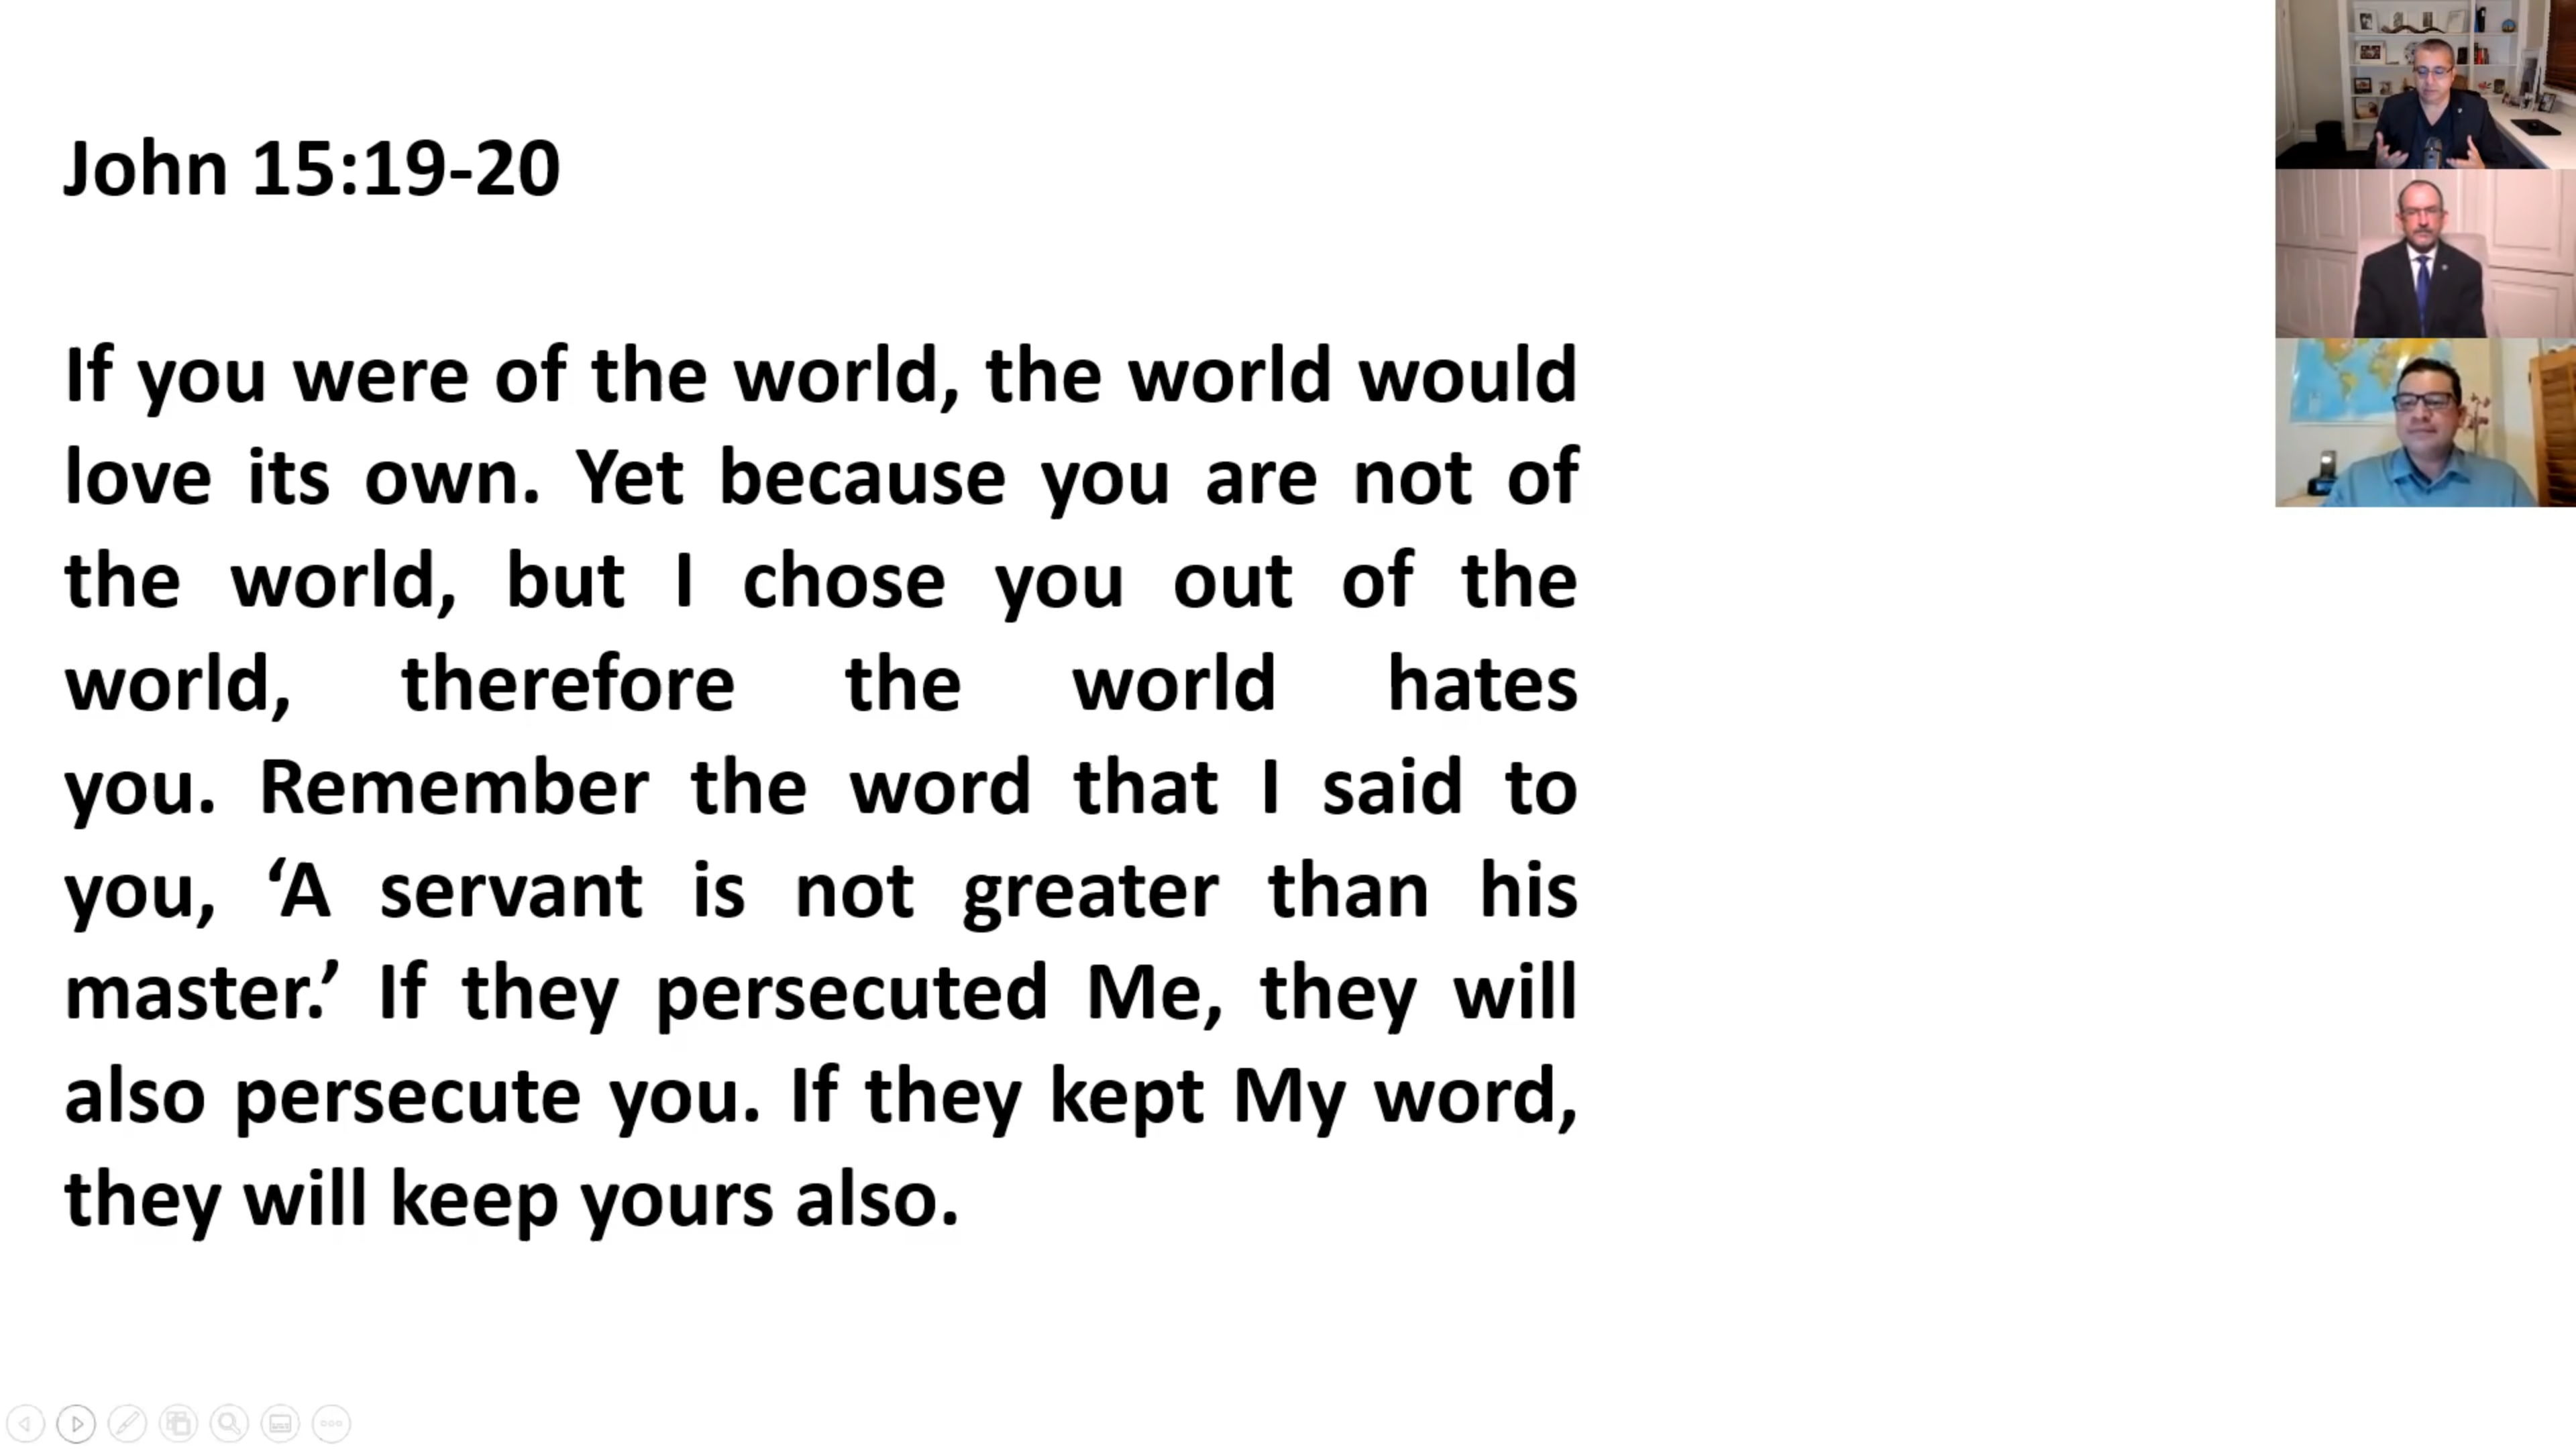 John 15:19-20
If you were of the world, the world would
love its own. Yet because you are not of
the world, but I chose you out of the
world, therefore the world hates
you. Remember the word that I said to
you, ‘A servant is not greater than his
master.’ If they persecuted Me, they will
also persecute you. If they kept My word,
they will keep yours also.